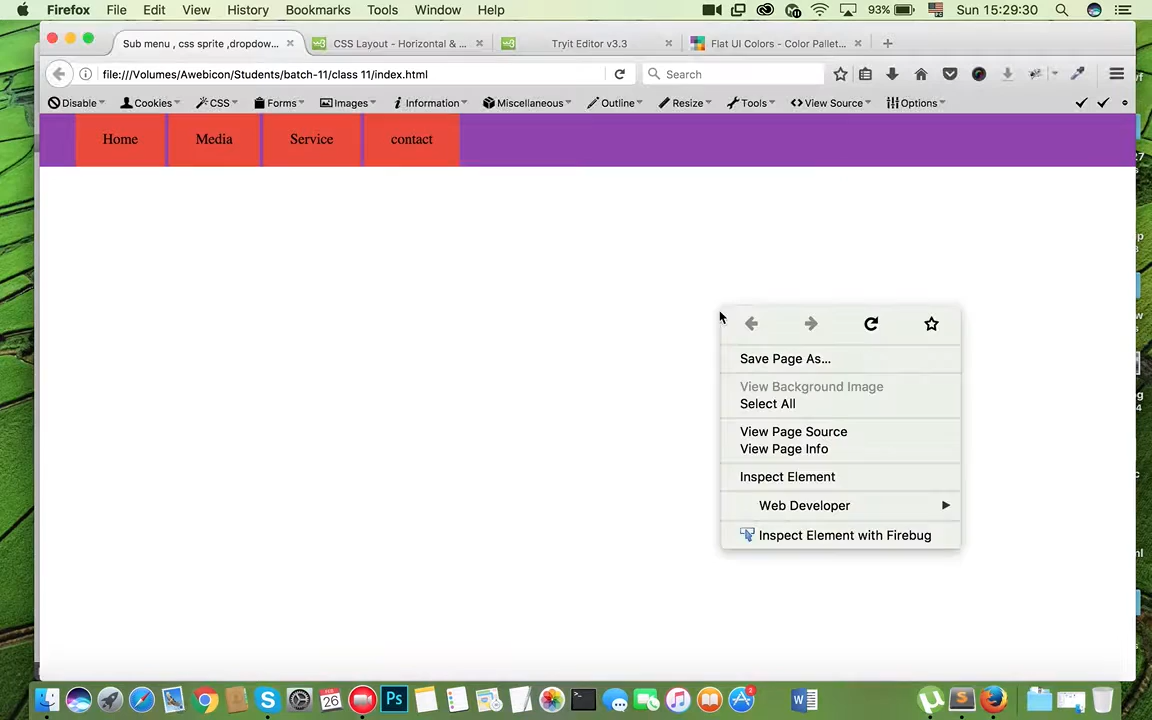 Firefox File Edit View History Bookmarks Tools Window Help 93% Sun 15:29:30
Sub menu , css sprite ,dropdow... CSS Layout - Horizontal & ... Tryit Editor v3.3 Flat UI Colors - Color Pallet...
file:///Volumes/Awebicon/Students/batch-11/class 11/index.html Search
Disable Cookies CSS Forms Images Information Miscellaneous Outline Resize Tools View Source Options
Home Media Service contact
Save Page As...
View Background Image
Select All
View Page Source
View Page Info
Inspect Element
Web Developer
Inspect Element with Firebug
FEB
26
Ps
2